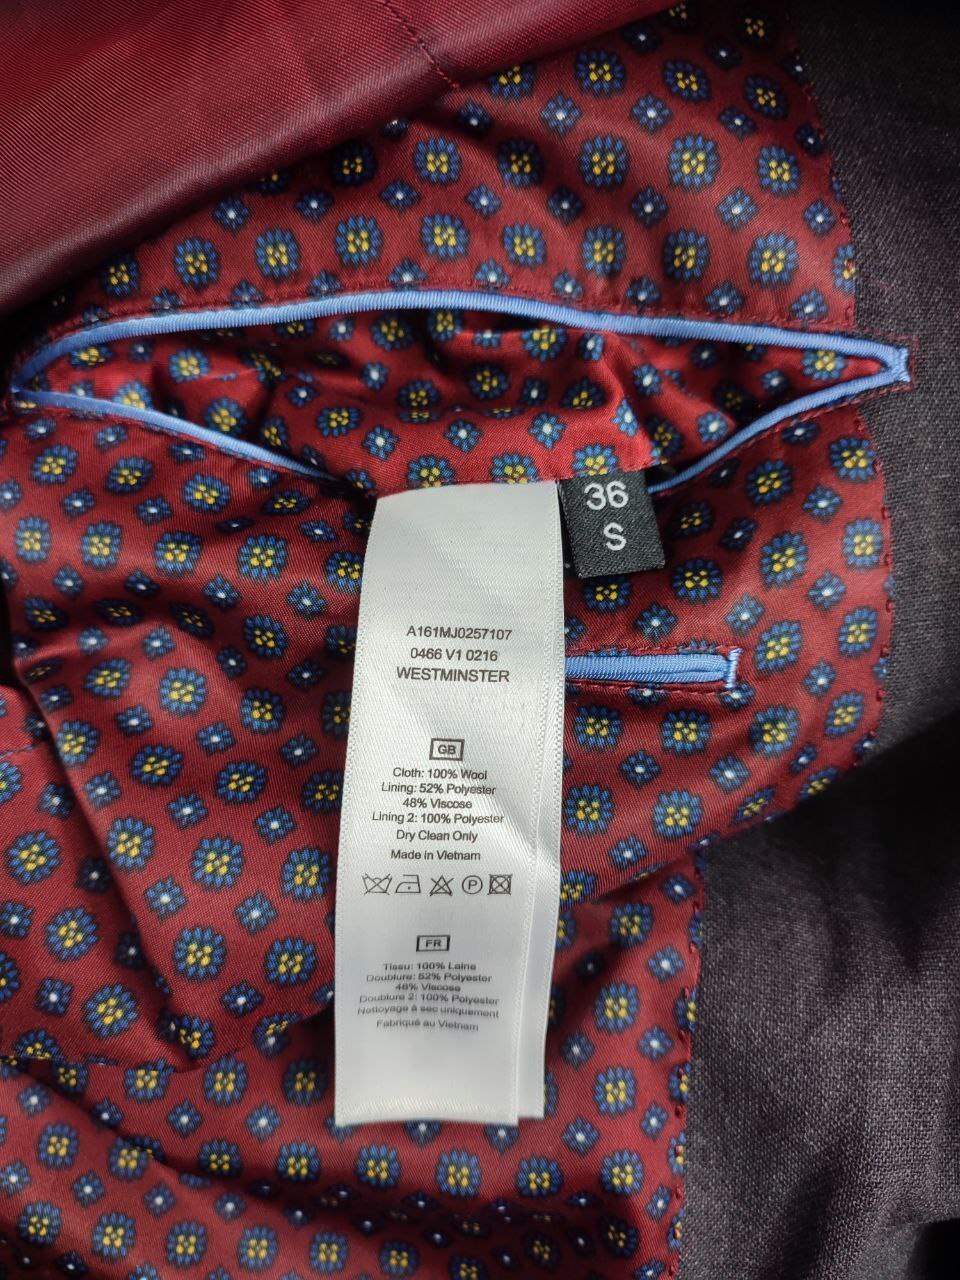 36
S
A161MJ0257107
0466 V1 0216
WESTMINSTER
GB
Cloth: 100% Wool
Lining: 52% Polyester
48% Viscose
Lining 2: 100% Polyester
Dry Clean Only
Made in Vietnam
P
FR
Tissu: 100% Laine
Doublure: 52% Polyester
48% Viscose
Doublure 2: 100% Polyester
Nettoyage à sec uniquement
Fabriqué au Vietnam